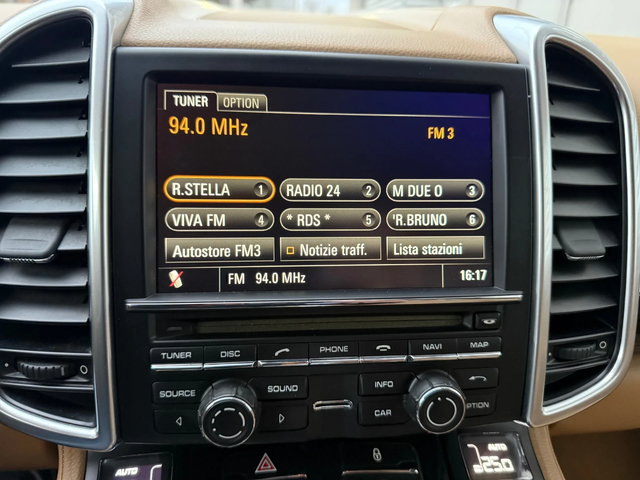 TUNER OPTION
94.0 MHz FM 3
R.STELLA 1 RADIO 24 2 M DUE O 3
VIVA FM 4 * RDS * 5 'R.BRUNO 6
Autostore FM3 Notizie traff. Lista stazioni
FM 94.0 MHz 16:17
TUNER DISC PHONE NAVI MAP
SOURCE SOUND INFO
CAR OPTION
AUTO AUTO
25.0